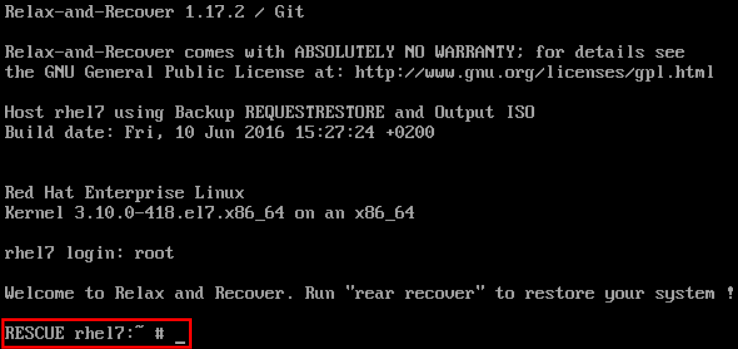 Relax-and-Recover 1.17.2 / Git
Relax-and-Recover comes with ABSOLUTELY NO WARRANTY; for details see
the GNU General Public License at: http://www.gnu.org/licenses/gpl.html
Host rhel7 using Backup REQUESTRESTORE and Output ISO
Build date: Fri, 10 Jun 2016 15:27:24 +0200
Red Hat Enterprise Linux
Kernel 3.10.0-418.el7.x86_64 on an x86_64
rhel7 login: root
Welcome to Relax and Recover. Run "rear recover" to restore your system !
RESCUE rhel7:~ # _